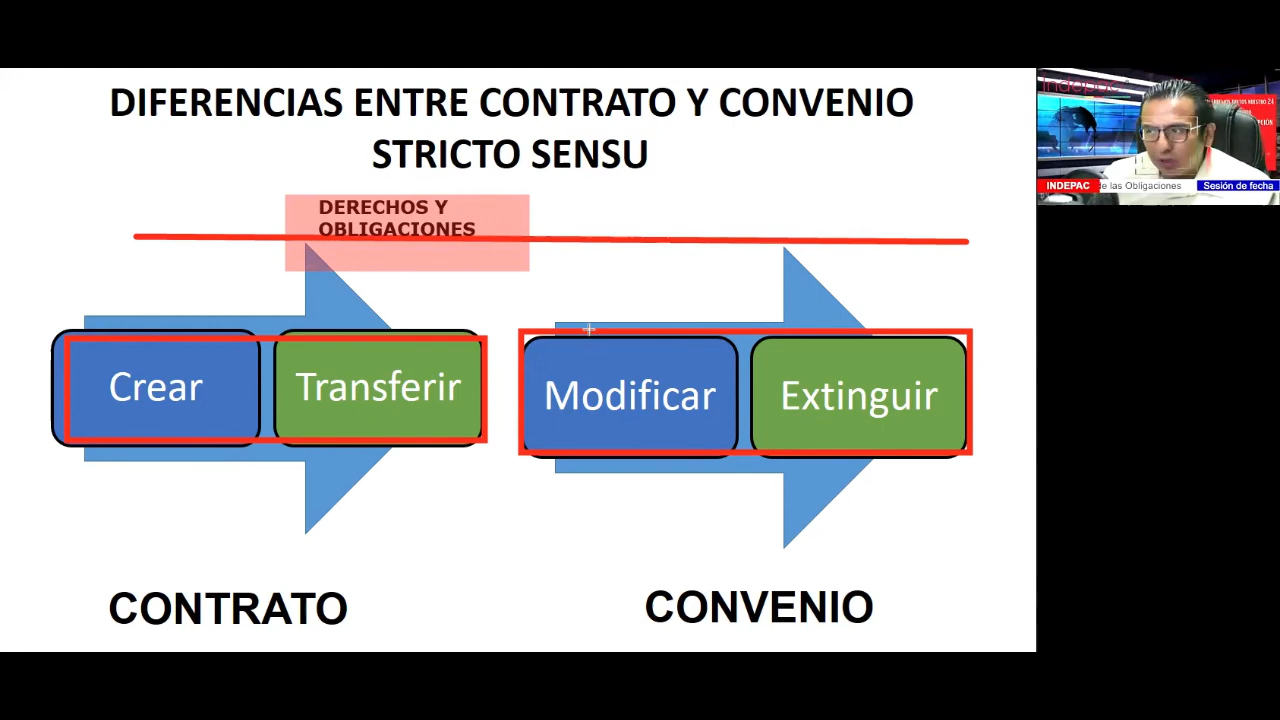 DIFERENCIAS ENTRE CONTRATO Y CONVENIO
STRICTO SENSU
DERECHOS Y
OBLIGACIONES
Crear
Transferir
Modificar
Extinguir
CONTRATO
CONVENIO
INDEPAC
de las Obligaciones
Sesión de fecha